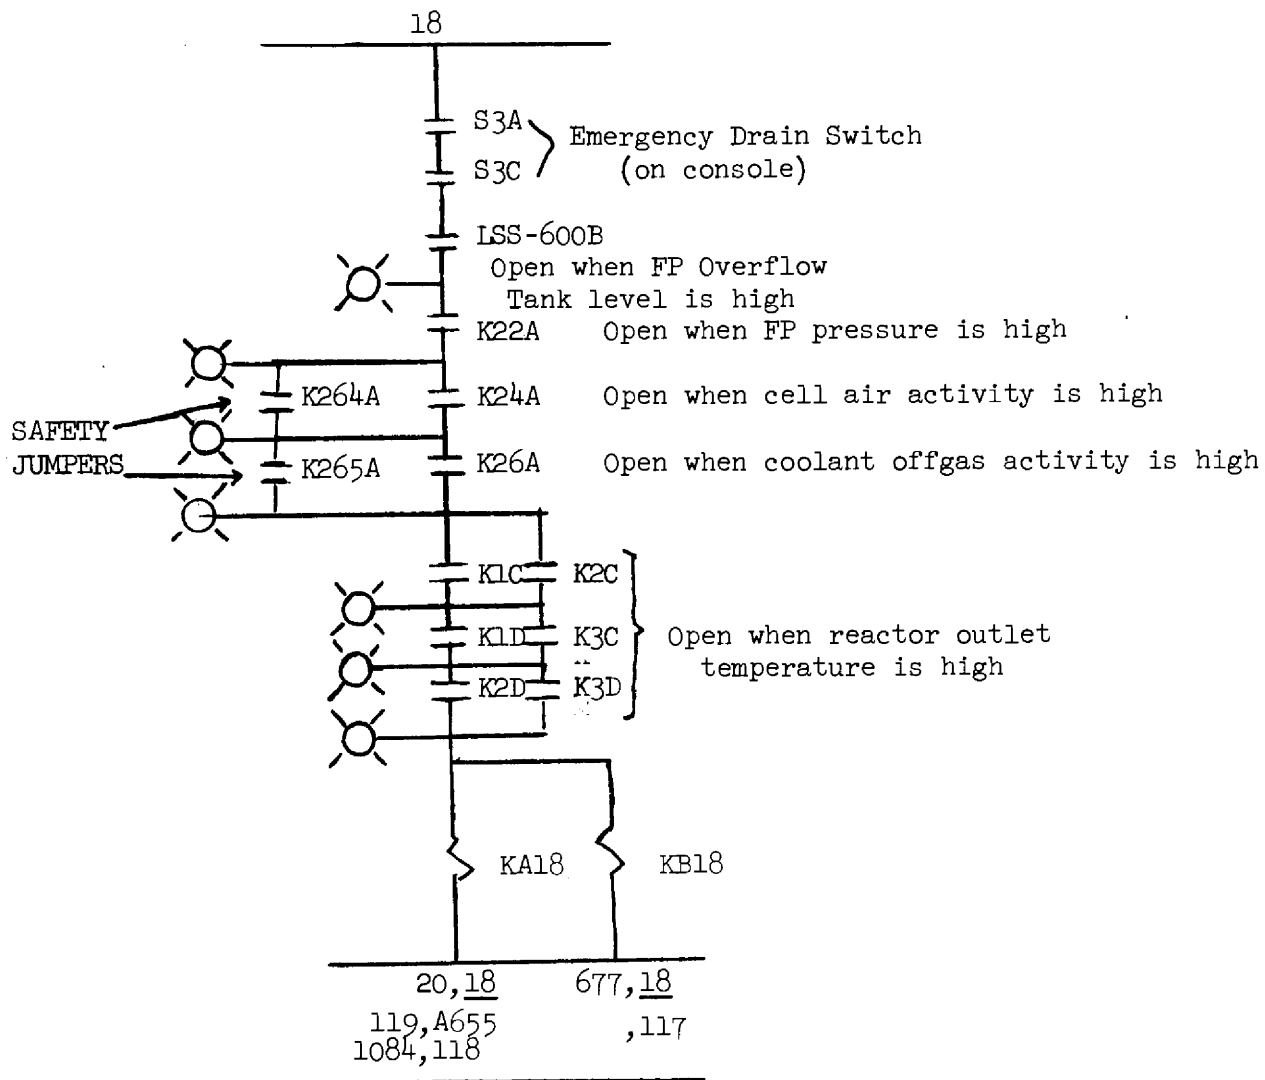 18
S3A
Emergency Drain Switch
(on console)
S3C
LSS-600B
Open when FP Overflow
Tank level is high
K22A Open when FP pressure is high
K264A K24A Open when cell air activity is high
SAFETY
JUMPERS
K265A K26A Open when coolant offgas activity is high
K1C K2C
K1D K3C
Open when reactor outlet
temperature is high
K2D K3D
KA18 KB18
20,18 677,18
119,A655 ,117
1084,118